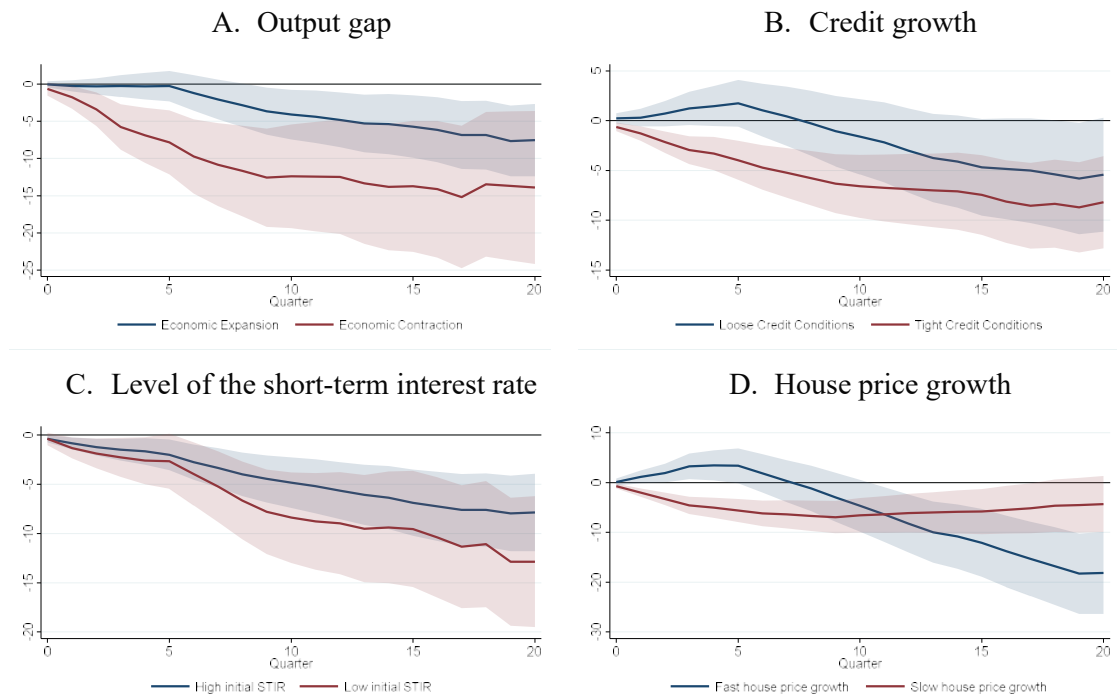 A. Output gap
0
-5
-10
-15
-20
-25
0 5 10 15 20
Quarter
Economic Expansion Economic Contraction
B. Credit growth
5
0
-5
-10
-15
0 5 10 15 20
Quarter
Loose Credit Conditions Tight Credit Conditions
C. Level of the short-term interest rate
0
-5
-10
-15
-20
0 5 10 15 20
Quarter
High initial STIR Low initial STIR
D. House price growth
10
0
-10
-20
-30
0 5 10 15 20
Quarter
Fast house price growth Slow house price growth